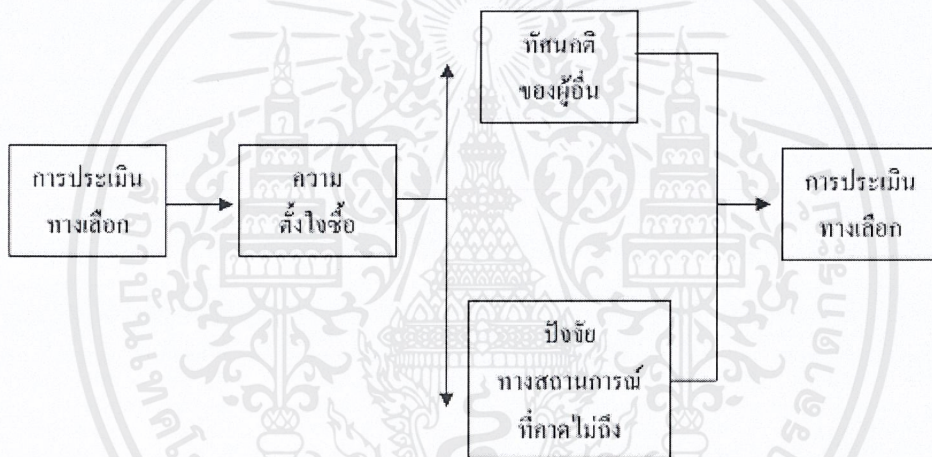 ทัศนคติ
ของผู้อื่น
การประเมิน
ทางเลือก
ความ
ตั้งใจซื้อ
การประเมิน
ทางเลือก
ปัจจัย
ทางสถานการณ์
ที่คาดไม่ถึง